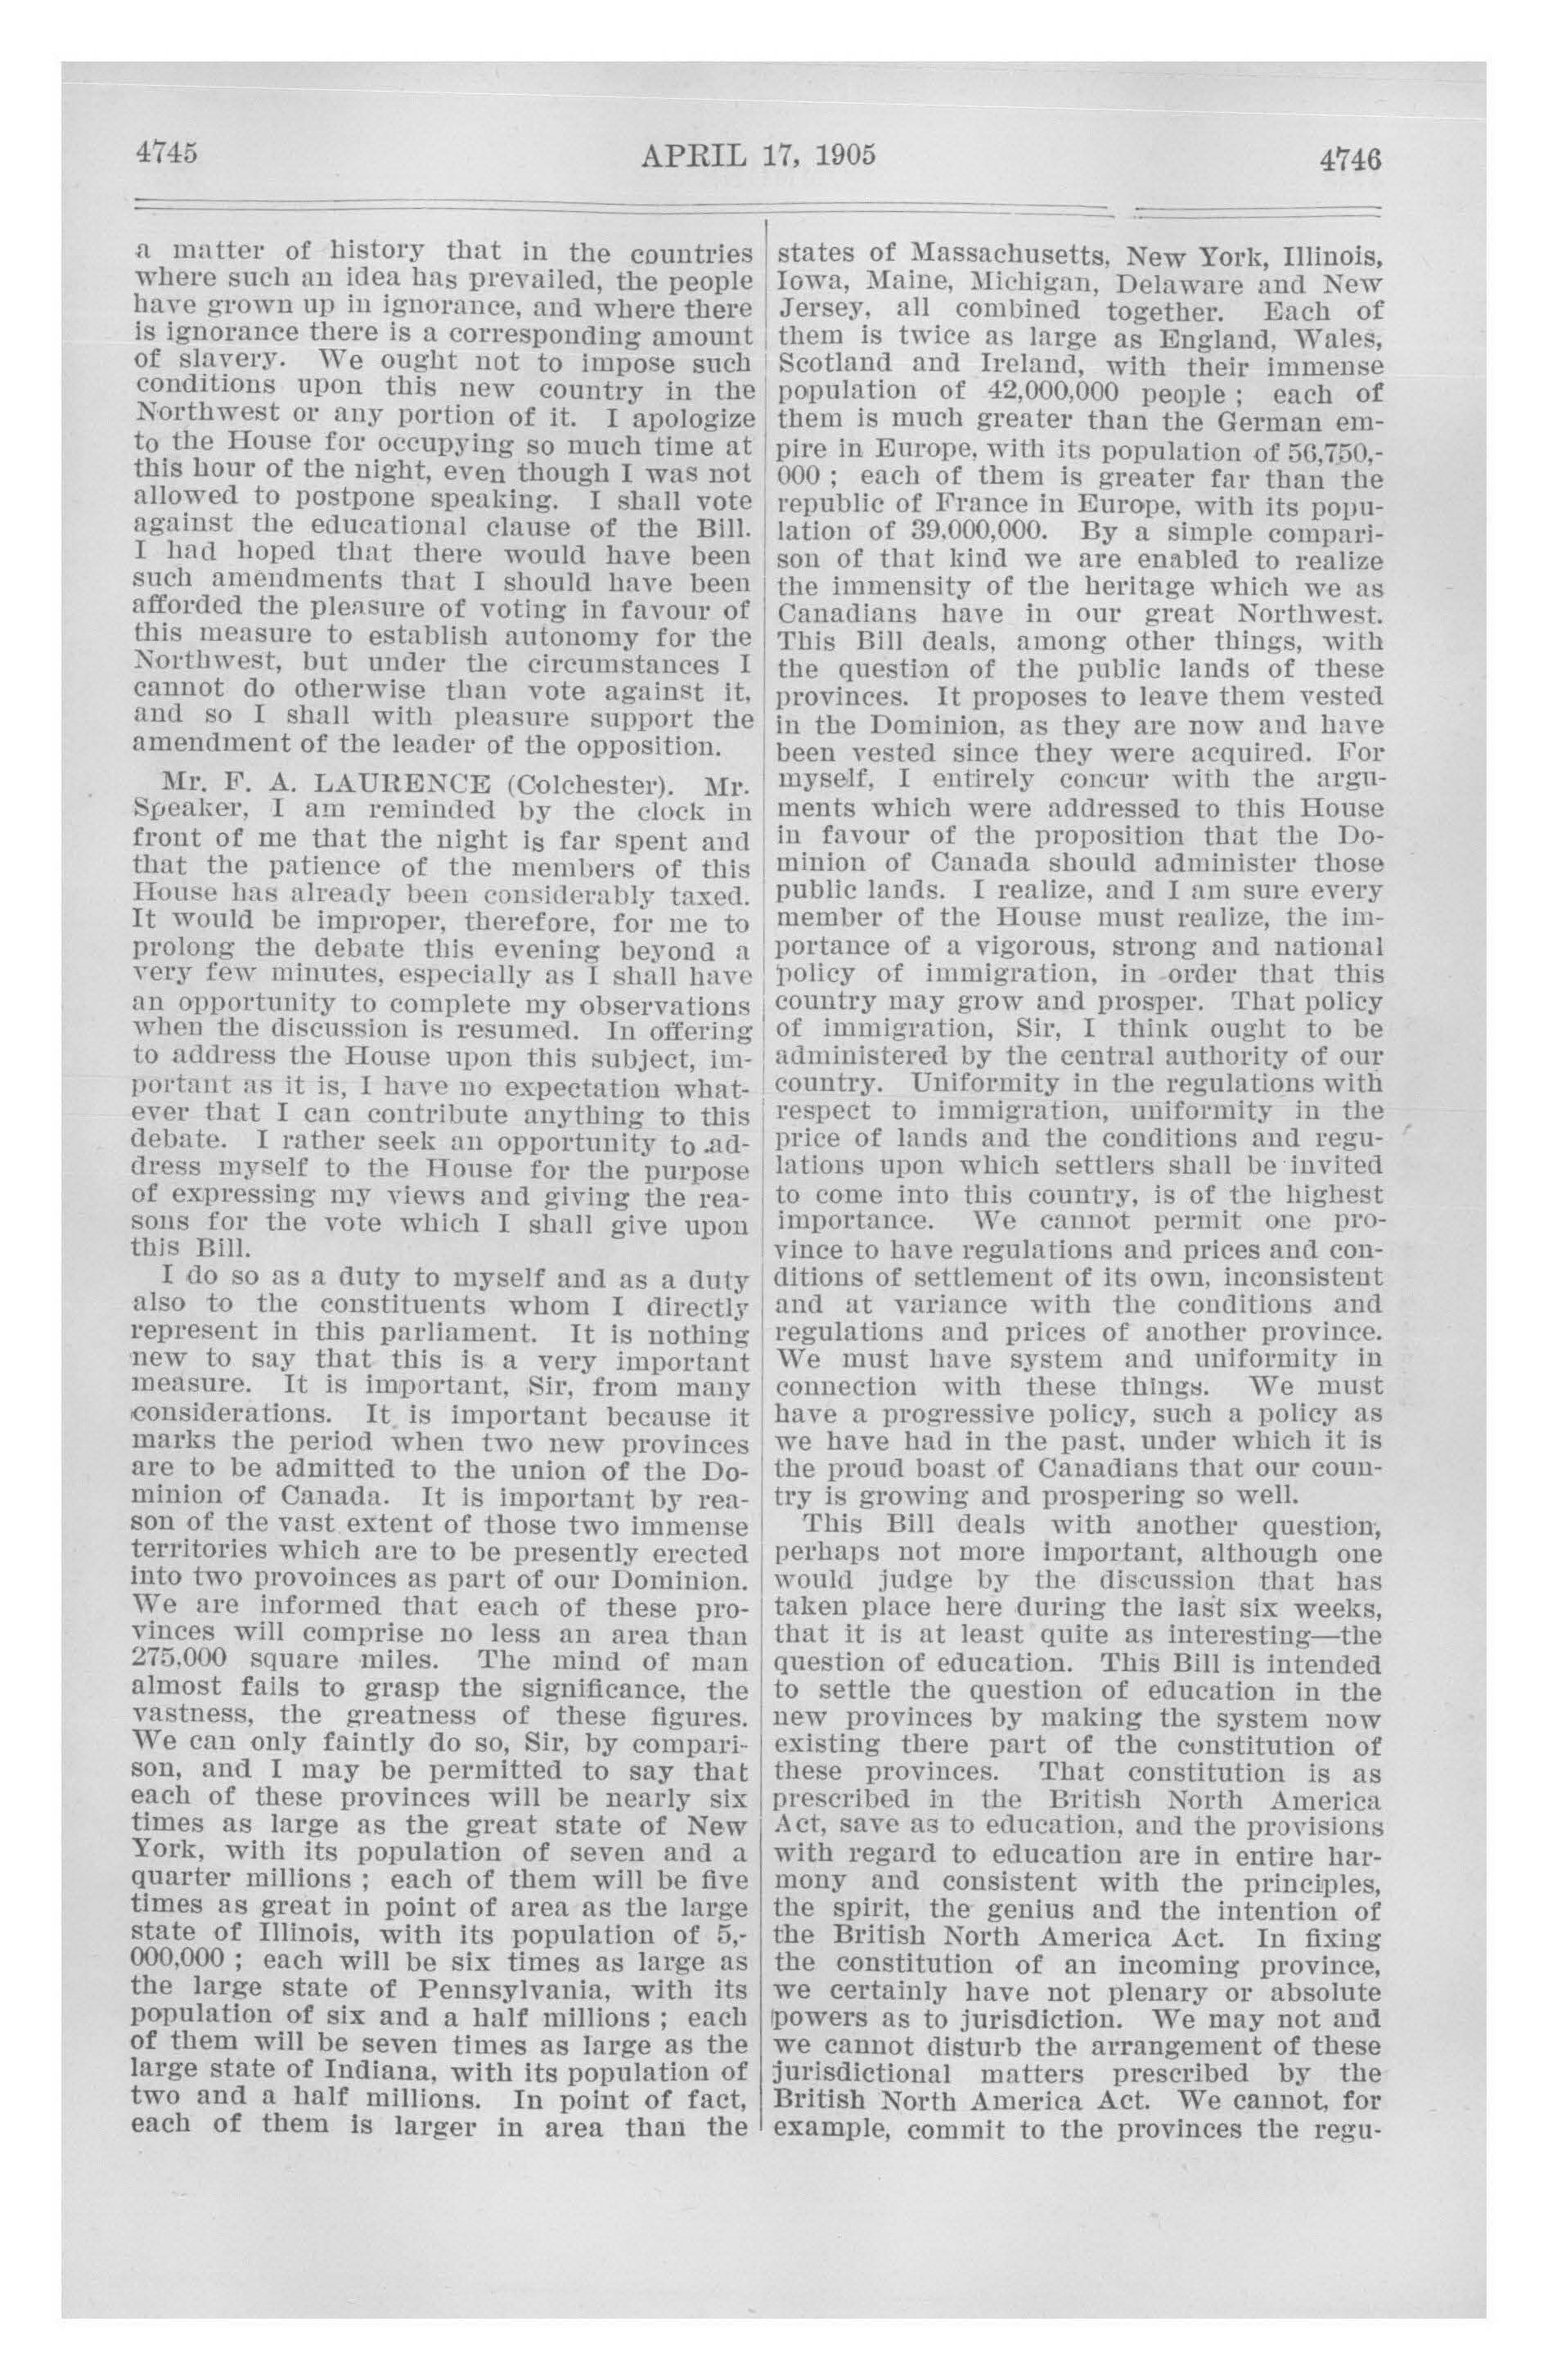 4745
APRIL 17, 1905
4746
a matter of history that in the countries
where such an idea has prevailed, the people
have grown up in ignorance, and where there
is ignorance there is a corresponding amount
of slavery. We ought not to impose such
conditions upon this new country in the
Northwest or any portion of it. I apologize
to the House for occupying so much time at
this hour of the night, even though I was not
allowed to postpone speaking. I shall vote
against the educational clause of the Bill.
I had hoped that there would have been
such amendments that I should have been
afforded the pleasure of voting in favour of
this measure to establish autonomy for the
Northwest, but under the circumstances I
cannot do otherwise than vote against it,
and so I shall with pleasure support the
amendment of the leader of the opposition.
Mr. F. A. LAURENCE (Colchester). Mr.
Speaker, I am reminded by the clock in
front of me that the night is far spent and
that the patience of the members of this
House has already been considerably taxed.
It would be improper, therefore, for me to
prolong the debate this evening beyond a
very few minutes, especially as I shall have
an opportunity to complete my observations
when the discussion is resumed. In offering
to address the House upon this subject, im-
portant as it is, I have no expectation what-
ever that I can contribute anything to this
debate. I rather seek an opportunity to ad-
dress myself to the House for the purpose
of expressing my views and giving the rea-
sons for the vote which I shall give upon
this Bill.
I do so as a duty to myself and as a duty
also to the constituents whom I directly
represent in this parliament. It is nothing
new to say that this is a very important
measure. It is important, Sir, from many
considerations. It is important because it
marks the period when two new provinces
are to be admitted to the union of the Do-
minion of Canada. It is important by rea-
son of the vast extent of those two immense
territories which are to be presently erected
into two provoinces as part of our Dominion.
We are informed that each of these pro-
vinces will comprise no less an area than
275,000 square miles. The mind of man
almost fails to grasp the significance, the
vastness, the greatness of these figures.
We can only faintly do so, Sir, by compari-
son, and I may be permitted to say that
each of these provinces will be nearly six
times as large as the great state of New
York, with its population of seven and a
quarter millions ; each of them will be five
times as great in point of area as the large
state of Illinois, with its population of 5,-
000,000 ; each will be six times as large as
the large state of Pennsylvania, with its
population of six and a half millions ; each
of them will be seven times as large as the
large state of Indiana, with its population of
two and a half millions. In point of fact,
each of them is larger in area than the
states of Massachusetts, New York, Illinois,
Iowa, Maine, Michigan, Delaware and New
Jersey, all combined together. Each of
them is twice as large as England, Wales,
Scotland and Ireland, with their immense
population of 42,000,000 people ; each of
them is much greater than the German em-
pire in Europe, with its population of 56,750,-
000 ; each of them is greater far than the
republic of France in Europe, with its popu-
lation of 39,000,000. By a simple compari-
son of that kind we are enabled to realize
the immensity of the heritage which we as
Canadians have in our great Northwest.
This Bill deals, among other things, with
the question of the public lands of these
provinces. It proposes to leave them vested
in the Dominion, as they are now and have
been vested since they were acquired. For
myself, I entirely concur with the argu-
ments which were addressed to this House
in favour of the proposition that the Do-
minion of Canada should administer those
public lands. I realize, and I am sure every
member of the House must realize, the im-
portance of a vigorous, strong and national
policy of immigration, in order that this
country may grow and prosper. That policy
of immigration, Sir, I think ought to be
administered by the central authority of our
country. Uniformity in the regulations with
respect to immigration, uniformity in the
price of lands and the conditions and regu-
lations upon which settlers shall be invited
to come into this country, is of the highest
importance. We cannot permit one pro-
vince to have regulations and prices and con-
ditions of settlement of its own, inconsistent
and at variance with the conditions and
regulations and prices of another province.
We must have system and uniformity in
connection with these things. We must
have a progressive policy, such a policy as
we have had in the past, under which it is
the proud boast of Canadians that our coun-
try is growing and prospering so well.
This Bill deals with another question,
perhaps not more important, although one
would judge by the discussion that has
taken place here during the last six weeks,
that it is at least quite as interesting—the
question of education. This Bill is intended
to settle the question of education in the
new provinces by making the system now
existing there part of the constitution of
these provinces. That constitution is as
prescribed in the British North America
Act, save as to education, and the provisions
with regard to education are in entire har-
mony and consistent with the principles,
the spirit, the genius and the intention of
the British North America Act. In fixing
the constitution of an incoming province,
we certainly have not plenary or absolute
powers as to jurisdiction. We may not and
we cannot disturb the arrangement of these
jurisdictional matters prescribed by the
British North America Act. We cannot, for
example, commit to the provinces the regu-